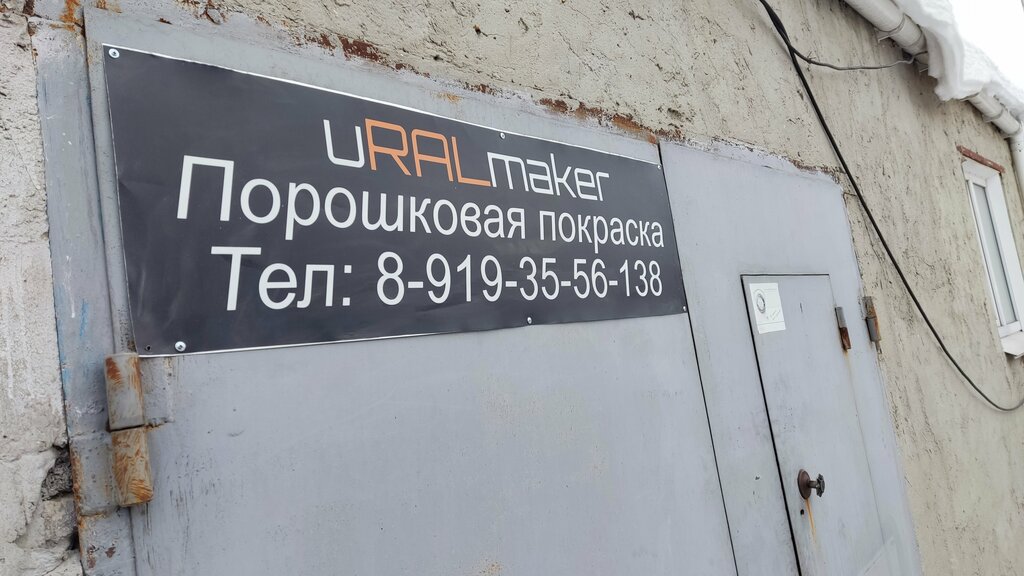 uRALmaker
Порошковая покраска
Тел: 8-919-35-56-138